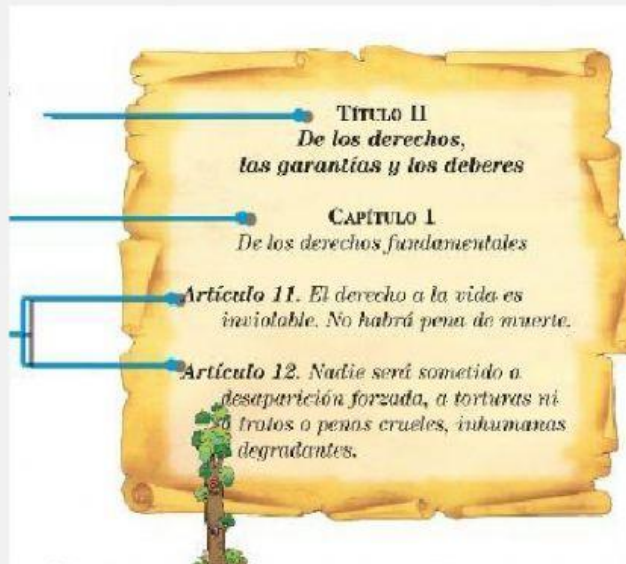 TÍTULO II
De los derechos,
las garantías y los deberes
CAPÍTULO 1
De los derechos fundamentales
Artículo 11. El derecho a la vida es
inviolable. No habrá pena de muerte.
Artículo 12. Nadie será sometido a
desaparición forzada, a torturas ni
a tratos o penas crueles, inhumanas
degradantes.